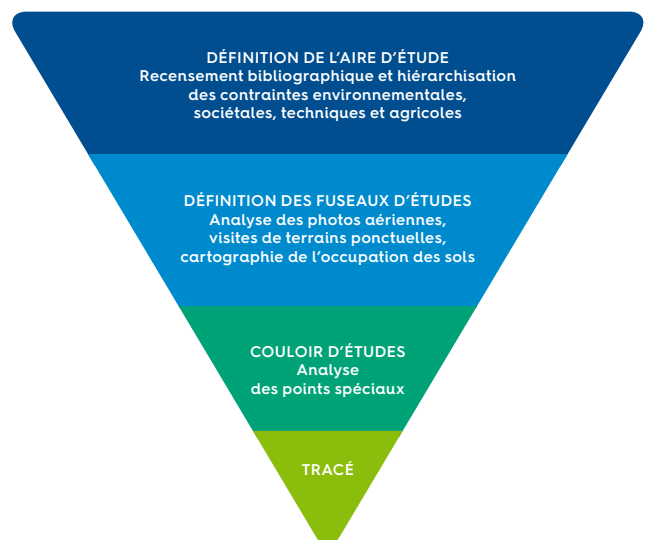 DÉFINITION DE L'AIRE D'ÉTUDE
Recensement bibliographique et hiérarchisation
des contraintes environnementales,
sociétales, techniques et agricoles
DÉFINITION DES FUSEAUX D'ÉTUDES
Analyse des photos aériennes,
visites de terrains ponctuelles,
cartographie de l'occupation des sols
COULOIR D'ÉTUDES
Analyse
des points spéciaux
TRACÉ